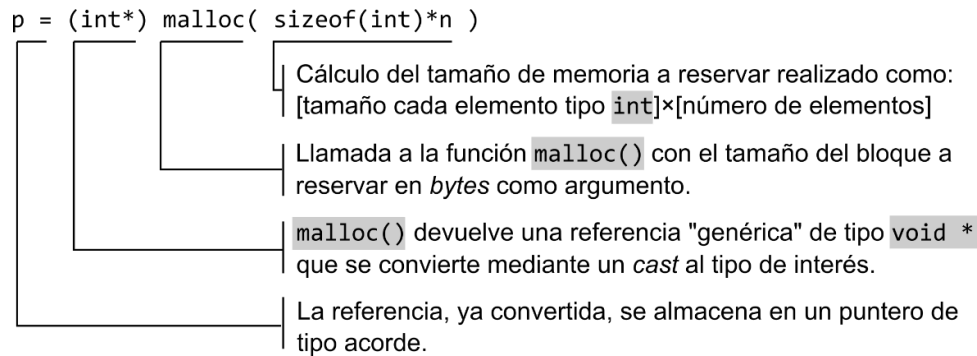 p = (int*) malloc( sizeof(int)*n )
Cálculo del tamaño de memoria a reservar realizado como:
[tamaño cada elemento tipo int]×[número de elementos]
Llamada a la función malloc() con el tamaño del bloque a
reservar en bytes como argumento.
malloc() devuelve una referencia "genérica" de tipo void *
que se convierte mediante un cast al tipo de interés.
La referencia, ya convertida, se almacena en un puntero de
tipo acorde.